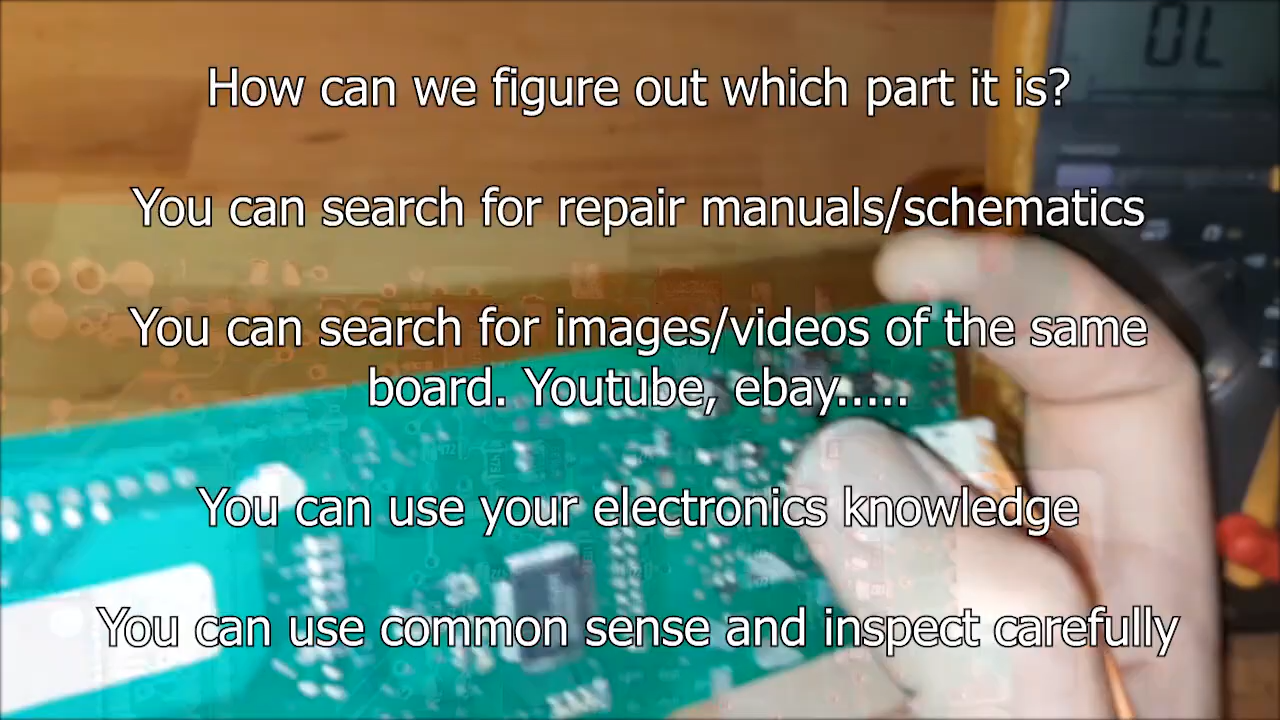 OL
How can we figure out which part it is?
You can search for repair manuals/schematics
You can search for images/videos of the same
board. Youtube, ebay.....
You can use your electronics knowledge
You can use common sense and inspect carefully